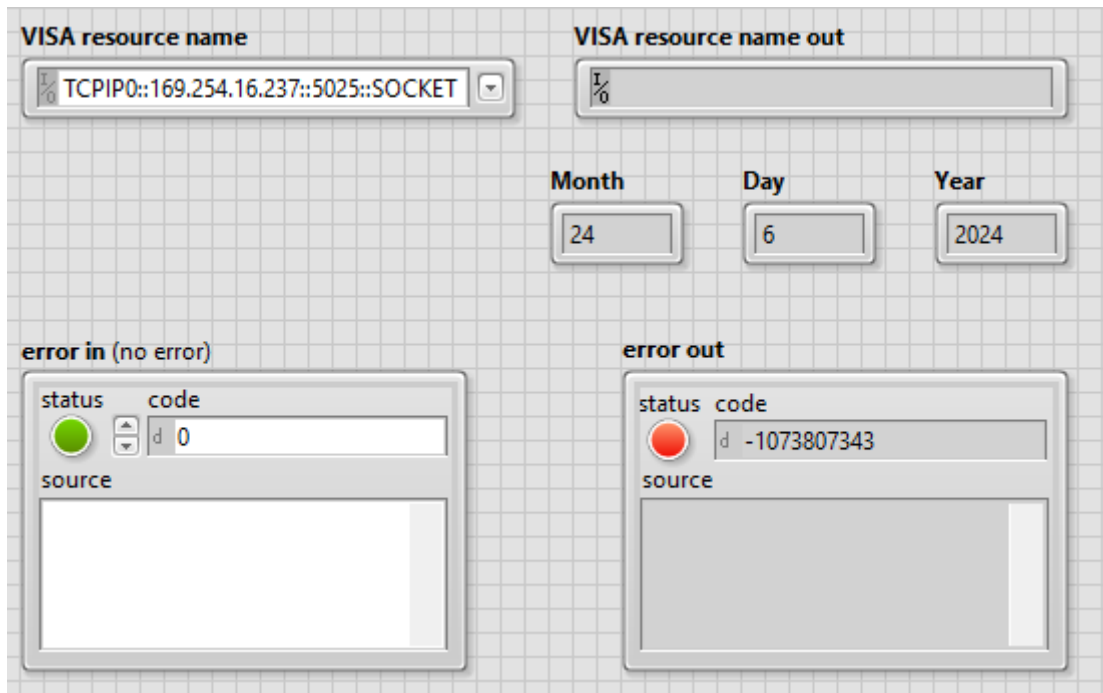 VISA resource name
VISA resource name out
I/O TCPIP0::169.254.16.237::5025::SOCKET
I/O
Month Day Year
24 6 2024
error in (no error)
error out
status code
d 0
source
status code
d -1073807343
source